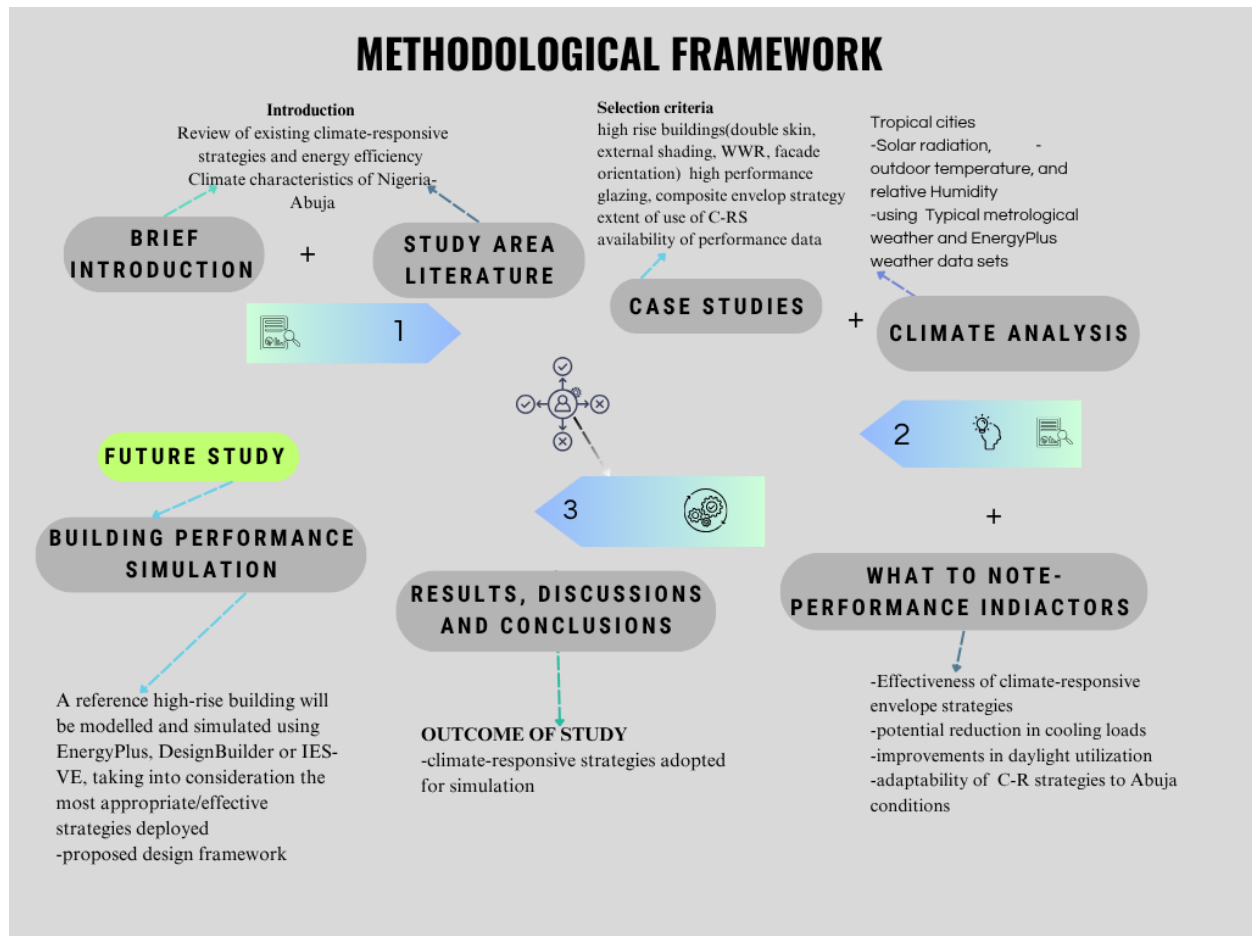 METHODOLOGICAL FRAMEWORK
Introduction
Review of existing climate-responsive
strategies and energy efficiency
Climate characteristics of Nigeria-
Abuja
BRIEF
INTRODUCTION
+
STUDY AREA
LITERATURE
1
Selection criteria
high rise buildings(double skin,
external shading, WWR, facade
orientation) high performance
glazing, composite envelop strategy
extent of use of C-RS
availability of performance data
CASE STUDIES
+
Tropical cities
-Solar radiation, -
outdoor temperature, and
relative Humidity
-using Typical metrological
weather and EnergyPlus
weather data sets
CLIMATE ANALYSIS
2
+
WHAT TO NOTE-
PERFORMANCE INDIACTORS
-Effectiveness of climate-responsive
envelope strategies
-potential reduction in cooling loads
-improvements in daylight utilization
-adaptability of C-R strategies to Abuja
conditions
3
RESULTS, DISCUSSIONS
AND CONCLUSIONS
OUTCOME OF STUDY
-climate-responsive strategies adopted
for simulation
FUTURE STUDY
BUILDING PERFORMANCE
SIMULATION
A reference high-rise building will
be modelled and simulated using
EnergyPlus, DesignBuilder or IES-
VE, taking into consideration the
most appropriate/effective
strategies deployed
-proposed design framework